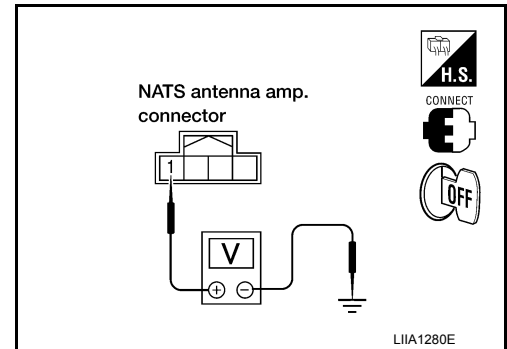 NATS antenna amp.
connector
H.S.
CONNECT
1
OFF
V
+ −
LIIA1280E